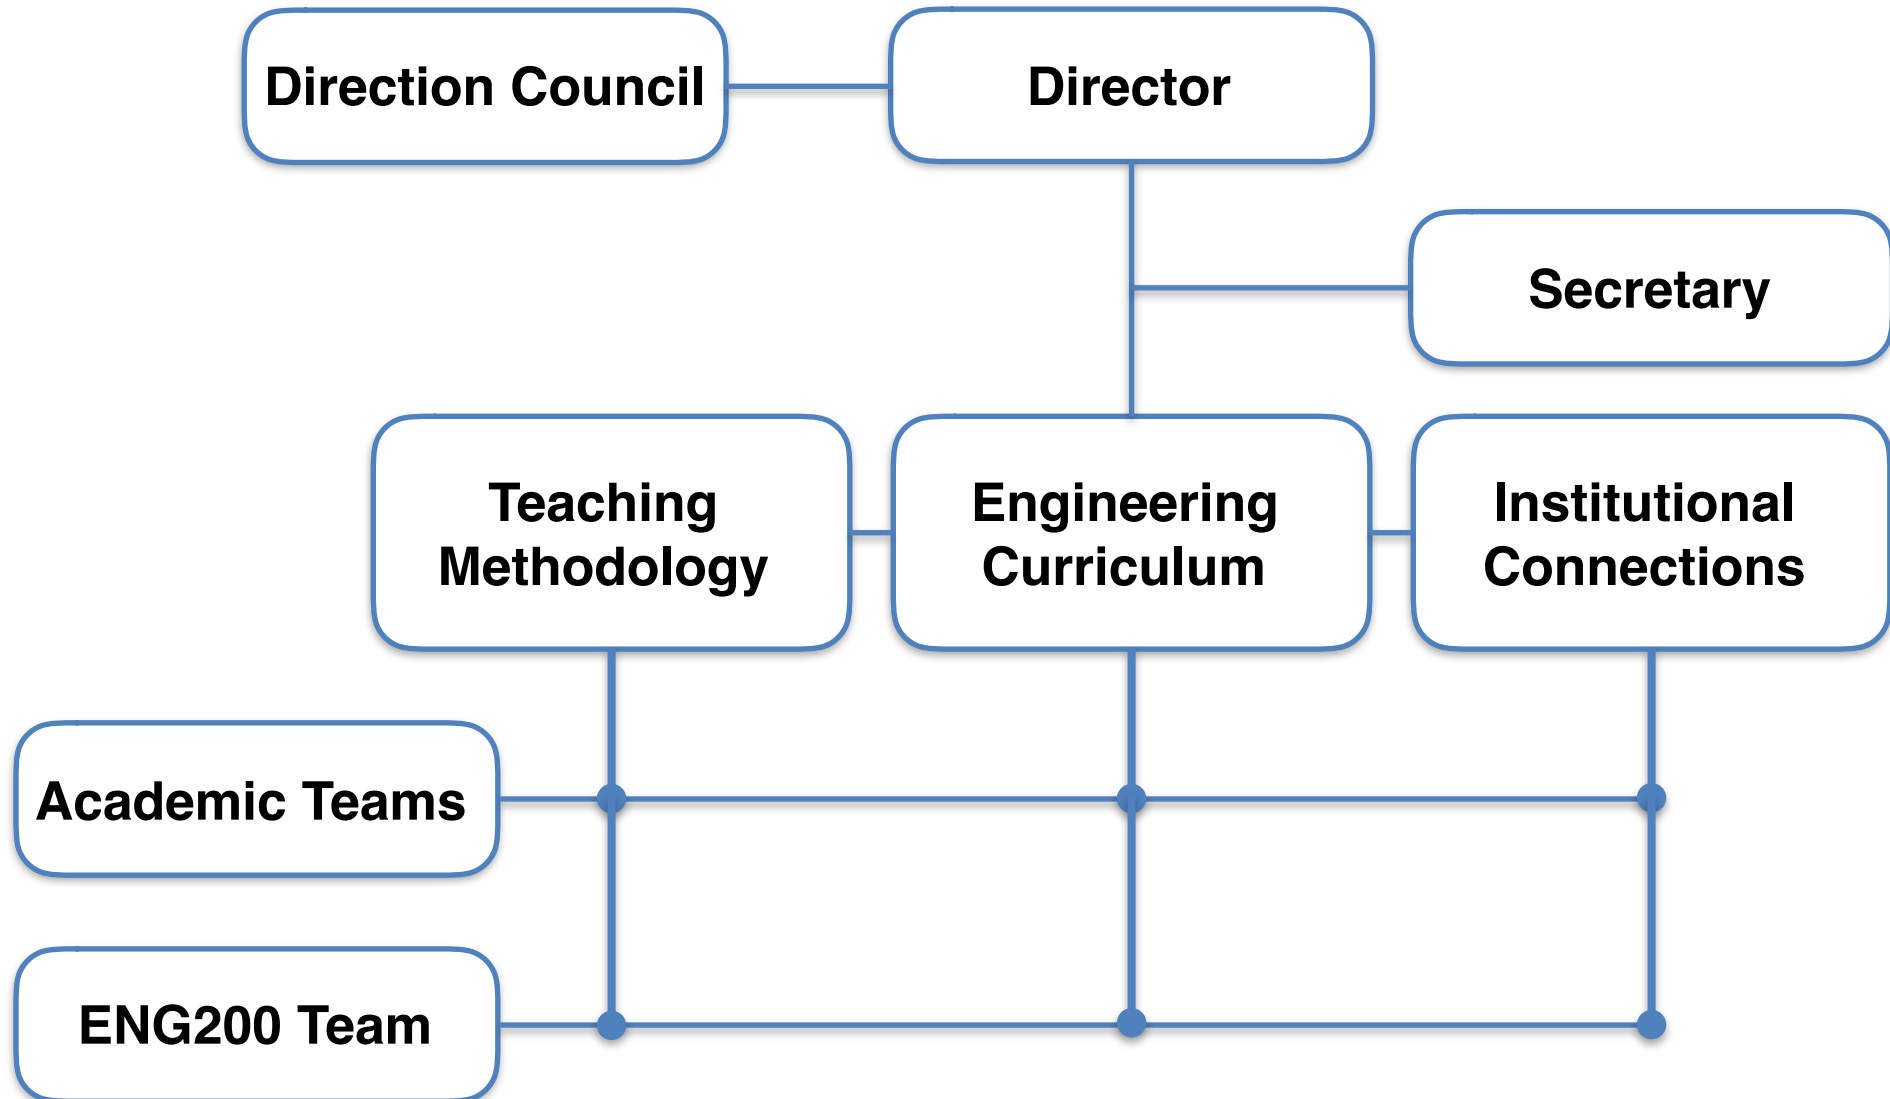 Direction Council
Director
Secretary
Teaching
Methodology
Engineering
Curriculum
Institutional
Connections
Academic Teams
ENG200 Team